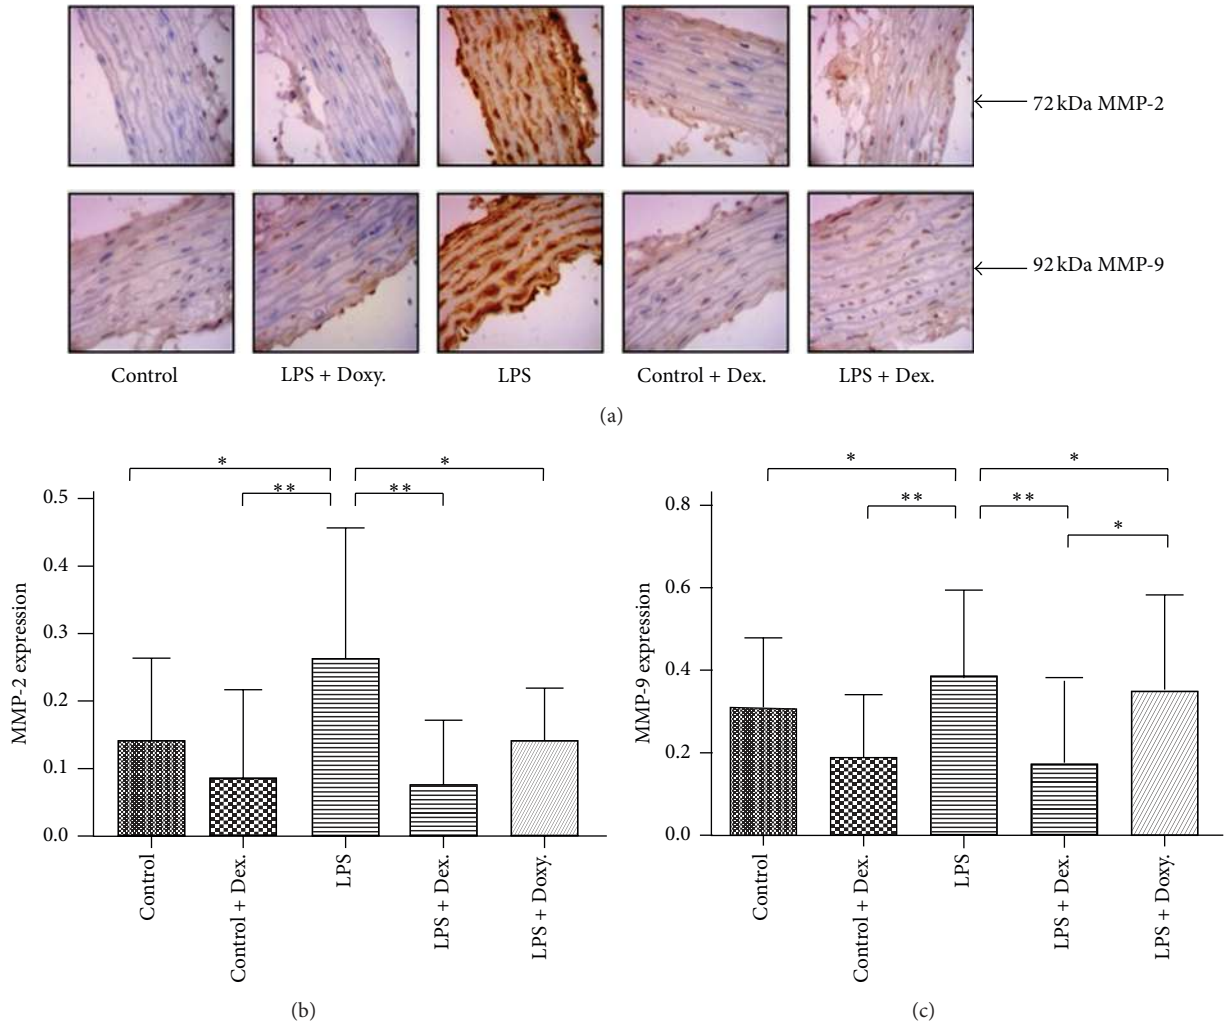 72 kDa MMP-2
92 kDa MMP-9
Control
LPS + Doxy.
LPS
Control + Dex.
LPS + Dex.
(a)
MMP-2 expression
0.5
0.4
0.3
0.2
0.1
0.0
*
**
**
*
Control
Control + Dex.
LPS
LPS + Dex.
LPS + Doxy.
(b)
MMP-9 expression
0.8
0.6
0.4
0.2
0.0
*
**
**
*
*
Control
Control + Dex.
LPS
LPS + Dex.
LPS + Doxy.
(c)